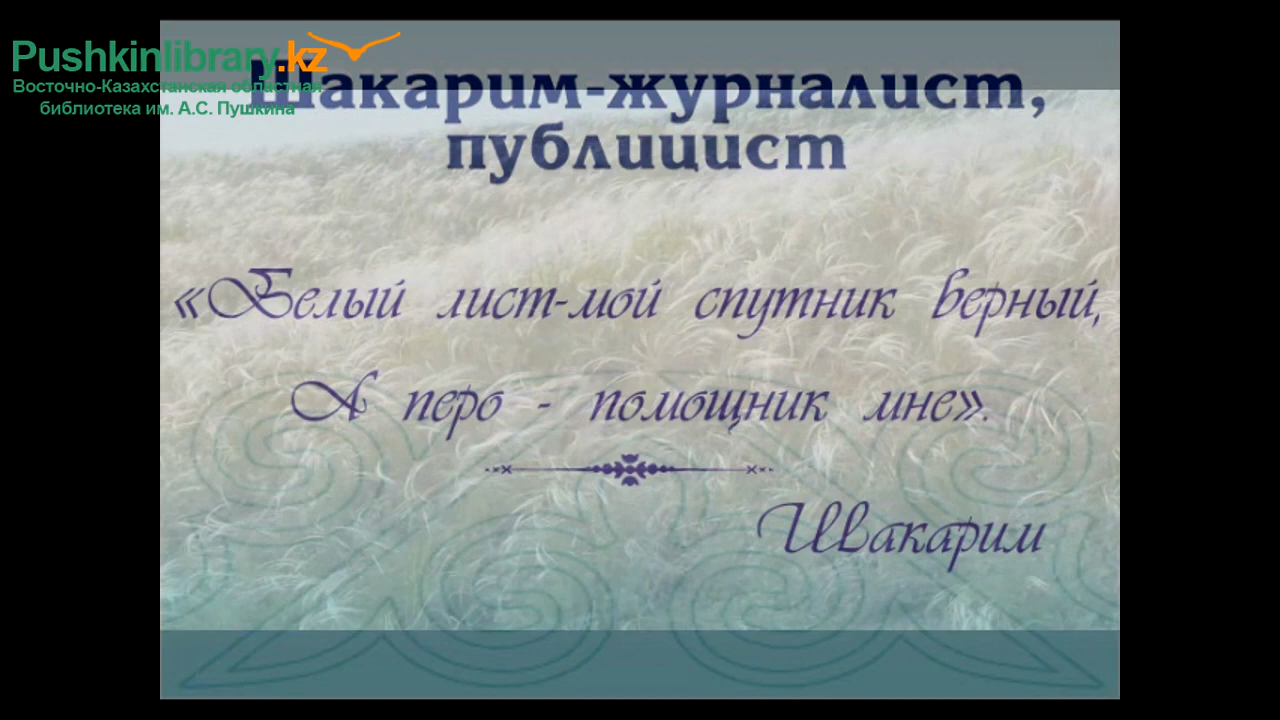 Pushkinlibrary.kz
Восточно-Казахстанская областная
библиотека им. А.С. Пушкина
Шакарим-журналист,
публицист
«Белый лист-мой спутник верный,
А перо - помощник мне».
Шакарим